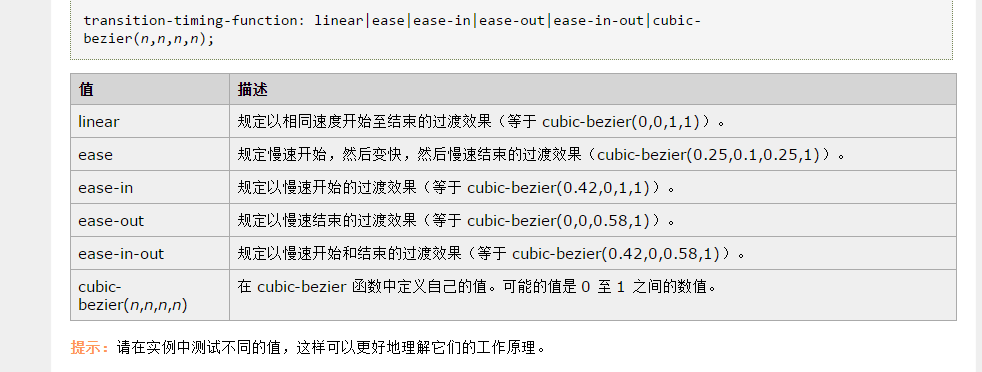 transition-timing-function: linear|ease|ease-in|ease-out|ease-in-out|cubic-
bezier(n,n,n,n);
值 描述
linear 规定以相同速度开始至结束的过渡效果（等于 cubic-bezier(0,0,1,1)）。
ease 规定慢速开始，然后变快，然后慢速结束的过渡效果（cubic-bezier(0.25,0.1,0.25,1)）。
ease-in 规定以慢速开始的过渡效果（等于 cubic-bezier(0.42,0,1,1)）。
ease-out 规定以慢速结束的过渡效果（等于 cubic-bezier(0,0,0.58,1)）。
ease-in-out 规定以慢速开始和结束的过渡效果（等于 cubic-bezier(0.42,0,0.58,1)）。
cubic- 在 cubic-bezier 函数中定义自己的值。可能的值是 0 至 1 之间的数值。
bezier(n,n,n,n)
提示：请在实例中测试不同的值，这样可以更好地理解它们的工作原理。